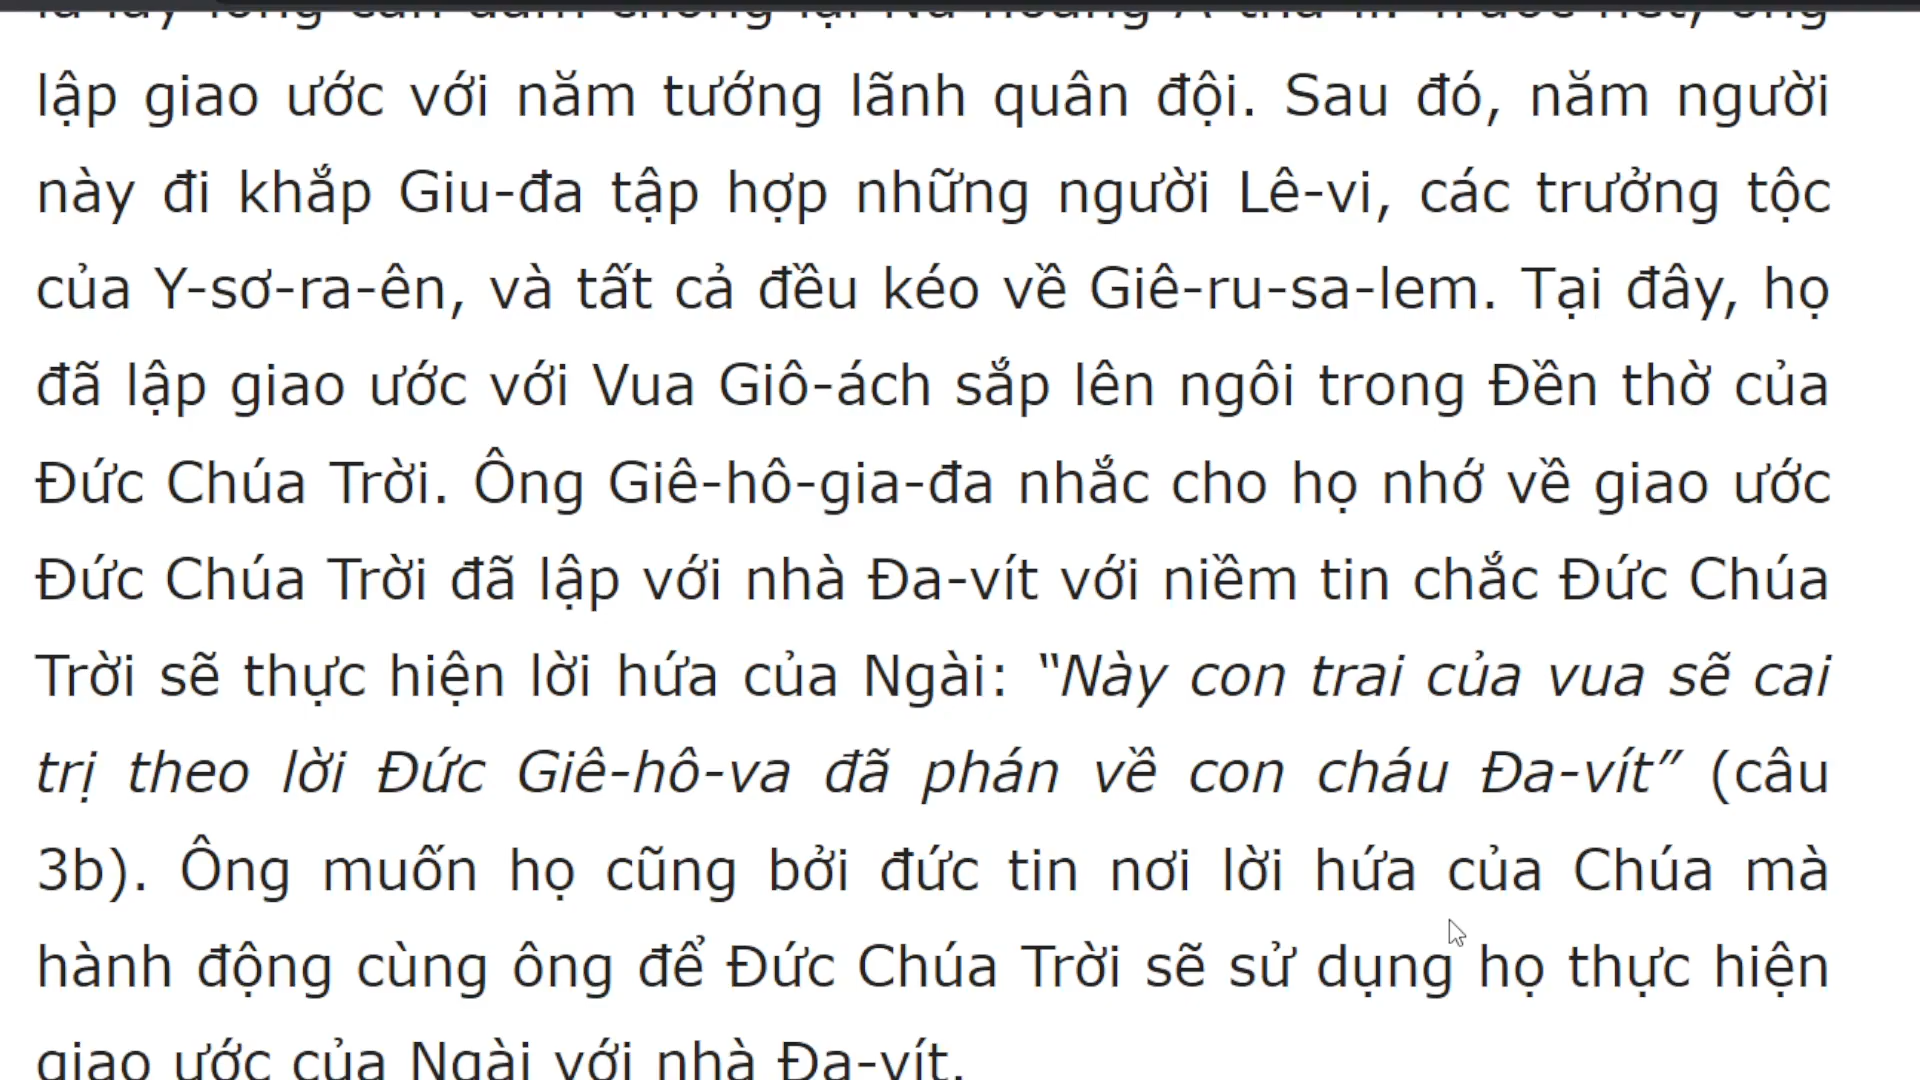 lập giao ước với năm tướng lãnh quân đội. Sau đó, năm người
này đi khắp Giu-đa tập hợp những người Lê-vi, các trưởng tộc
của Y-sơ-ra-ên, và tất cả đều kéo về Giê-ru-sa-lem. Tại đây, họ
đã lập giao ước với Vua Giô-ách sắp lên ngôi trong Đền thờ của
Đức Chúa Trời. Ông Giê-hô-gia-đa nhắc cho họ nhớ về giao ước
Đức Chúa Trời đã lập với nhà Đa-vít với niềm tin chắc Đức Chúa
Trời sẽ thực hiện lời hứa của Ngài: “Này con trai của vua sẽ cai
trị theo lời Đức Giê-hô-va đã phán về con cháu Đa-vít” (câu
3b). Ông muốn họ cũng bởi đức tin nơi lời hứa của Chúa mà
hành động cùng ông để Đức Chúa Trời sẽ sử dụng họ thực hiện
giao ước của Ngài với nhà Đa-vít.